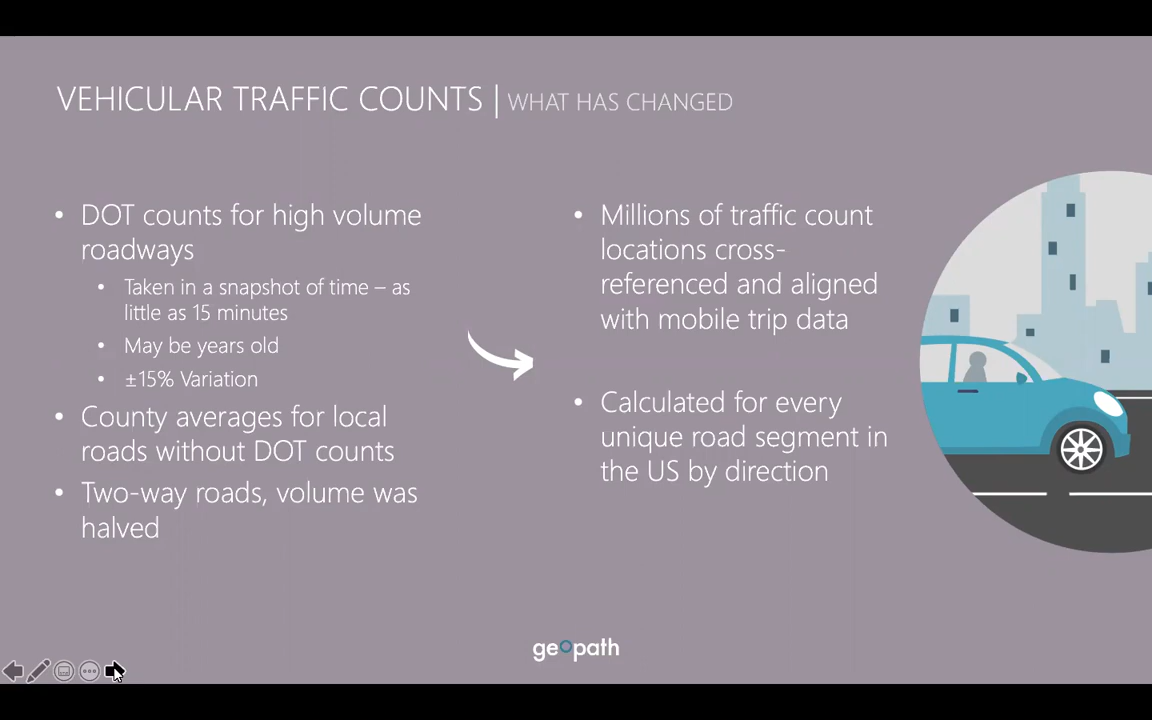 VEHICULAR TRAFFIC COUNTS | WHAT HAS CHANGED
• DOT counts for high volume
roadways
• Taken in a snapshot of time – as
little as 15 minutes
• May be years old
• ±15% Variation
• County averages for local
roads without DOT counts
• Two-way roads, volume was
halved
• Millions of traffic count
locations cross-
referenced and aligned
with mobile trip data
• Calculated for every
unique road segment in
the US by direction
geopath